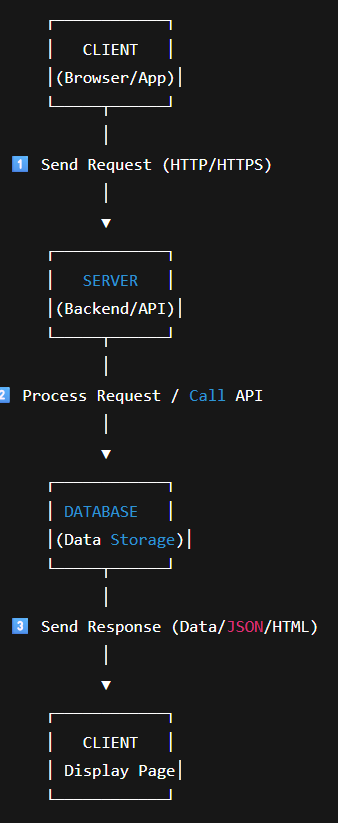 CLIENT
(Browser/App)
1 Send Request (HTTP/HTTPS)
SERVER
(Backend/API)
2 Process Request / Call API
DATABASE
(Data Storage)
3 Send Response (Data/JSON/HTML)
CLIENT
Display Page